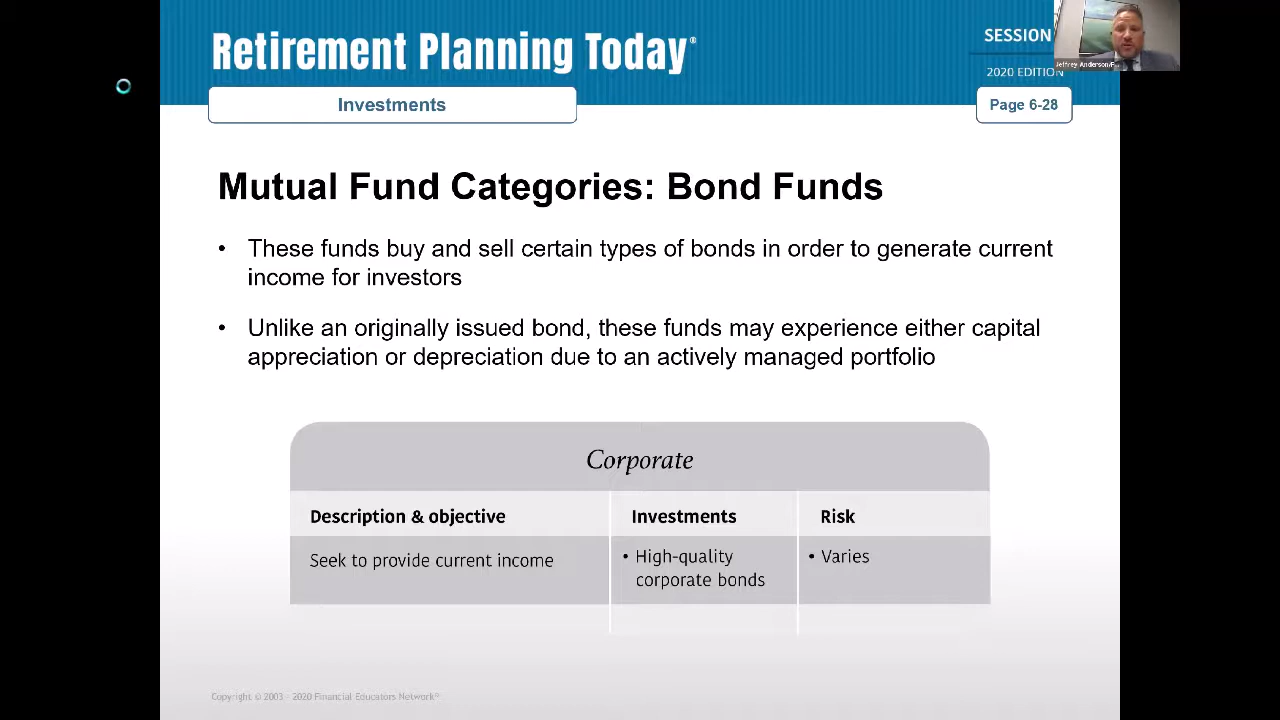 Retirement Planning Today®
SESSION
2020 EDITION
Jeffrey Anderson/F...
Investments
Page 6-28
Mutual Fund Categories: Bond Funds
• These funds buy and sell certain types of bonds in order to generate current
income for investors
• Unlike an originally issued bond, these funds may experience either capital
appreciation or depreciation due to an actively managed portfolio
Corporate
Description & objective Investments Risk
Seek to provide current income • High-quality • Varies
corporate bonds
Copyright © 2003 - 2020 Financial Educators Network